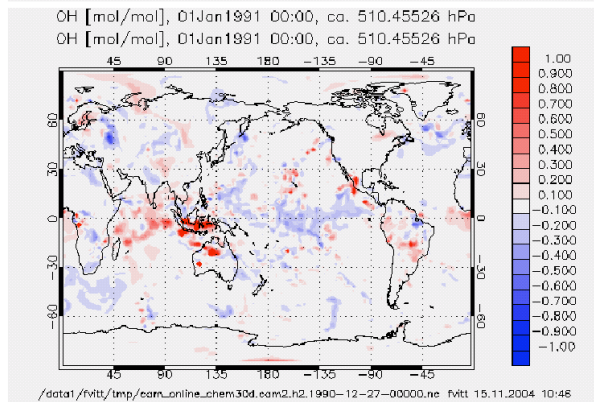 OH [mol/mol], 01Jan1991 00:00, ca. 510.45526 hPa
OH [mol/mol], 01Jan1991 00:00, ca. 510.45526 hPa
45 90 135 180 -135 -90 -45
60 30 0 -30 -60
60 30 0 -30 -60
45 90 135 180 -135 -90 -45
1.00
0.900
0.800
0.700
0.600
0.500
0.400
0.300
0.200
0.100
-0.100
-0.200
-0.300
-0.400
-0.500
-0.600
-0.700
-0.800
-0.900
-1.00
/data1/fvitt/tmp/cam_online_chem30d.cam2.h2.1990-12-27-00000.nc fvitt 15.11.2004 10:46